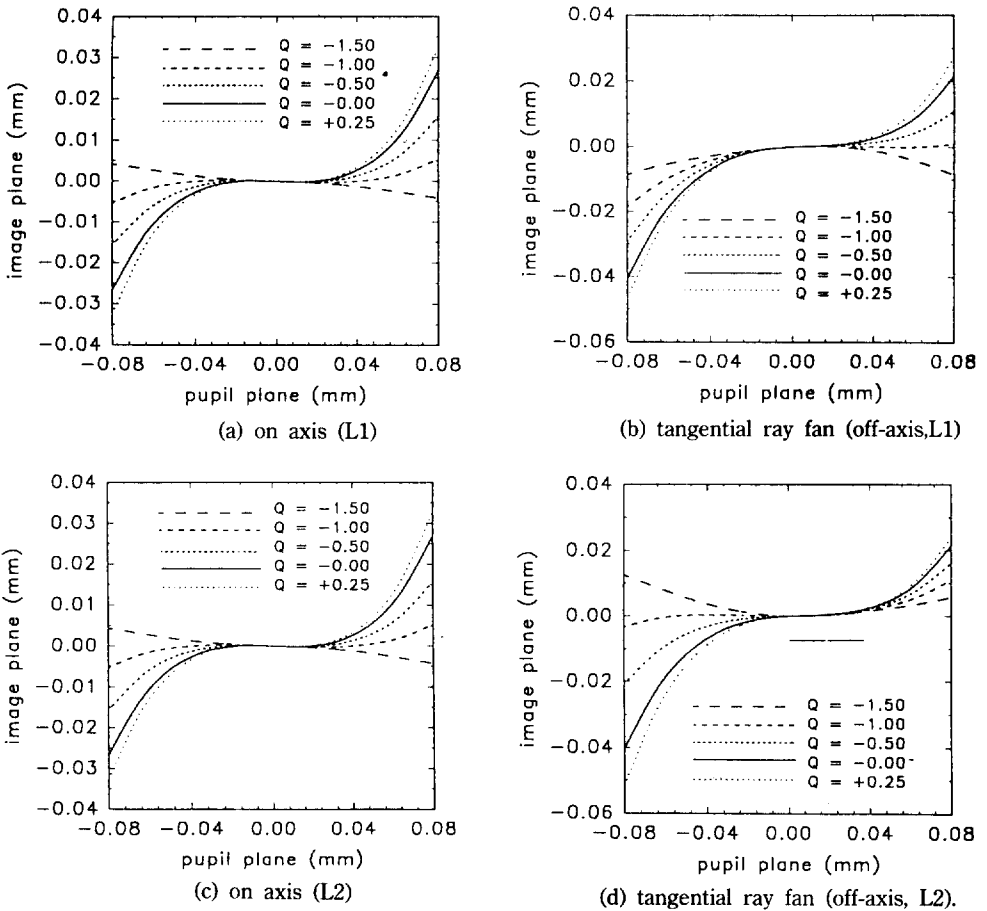 0.04
0.03
0.02
0.01
0.00
−0.01
−0.02
−0.03
−0.04
image plane (mm)
Q = −1.50
Q = −1.00
Q = −0.50
Q = −0.00
Q = +0.25
−0.08 −0.04 0.00 0.04 0.08
pupil plane (mm)
(a) on axis (L1)
0.04
0.02
0.00
−0.02
−0.04
−0.06
image plane (mm)
Q = −1.50
Q = −1.00
Q = −0.50
Q = −0.00
Q = +0.25
−0.08 −0.04 0.00 0.04 0.08
pupil plane (mm)
(b) tangential ray fan (off-axis,L1)
0.04
0.03
0.02
0.01
0.00
−0.01
−0.02
−0.03
−0.04
image plane (mm)
Q = −1.50
Q = −1.00
Q = −0.50
Q = −0.00
Q = +0.25
−0.08 −0.04 0.00 0.04 0.08
pupil plane (mm)
(c) on axis (L2)
0.04
0.02
0.00
−0.02
−0.04
−0.06
image plane (mm)
Q = −1.50
Q = −1.00
Q = −0.50
Q = −0.00
Q = +0.25
−0.08 −0.04 0.00 0.04 0.08
pupil plane (mm)
(d) tangential ray fan (off-axis, L2).